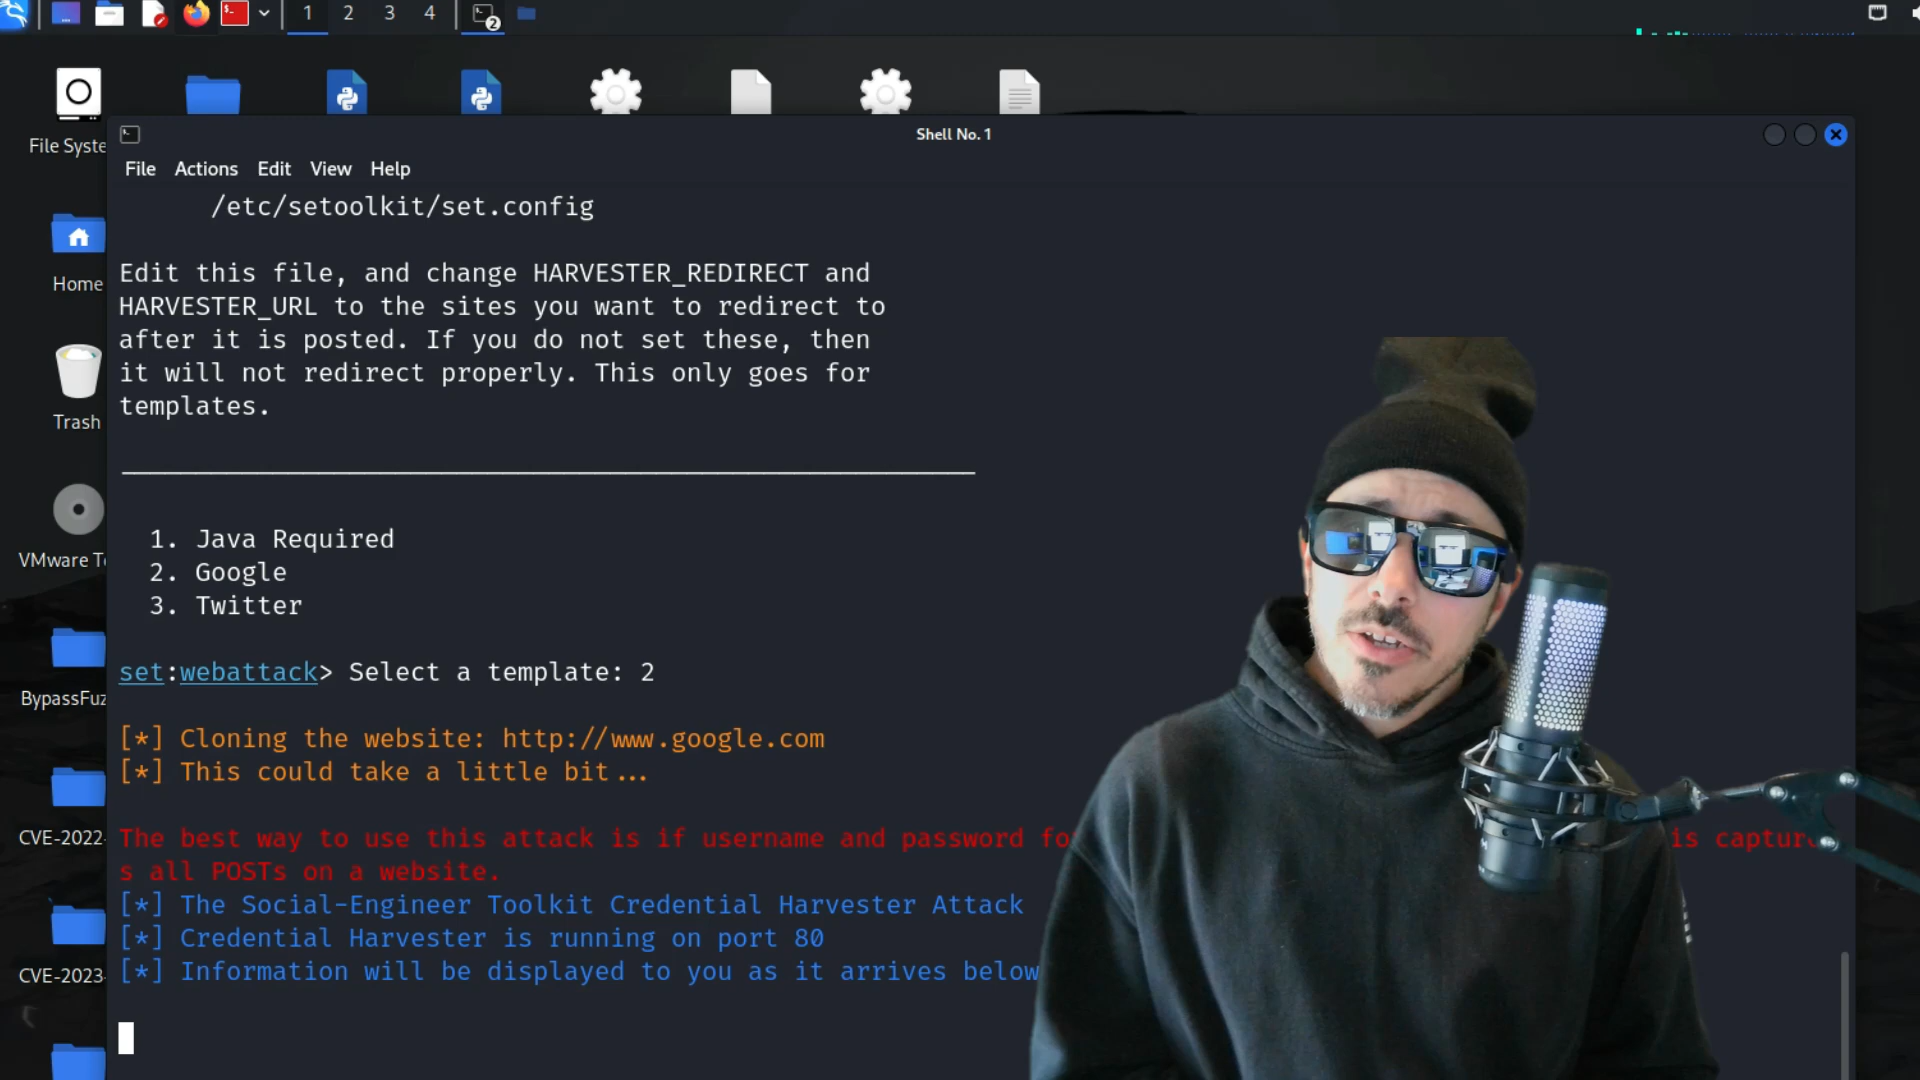 1 2 3 4 2
File Syste
Shell No. 1
File Actions Edit View Help
/etc/setoolkit/set.config
Edit this file, and change HARVESTER_REDIRECT and
HARVESTER_URL to the sites you want to redirect to
after it is posted. If you do not set these, then
it will not redirect properly. This only goes for
templates.
1. Java Required
2. Google
3. Twitter
set:webattack> Select a template: 2
[*] Cloning the website: http://www.google.com
[*] This could take a little bit...
The best way to use this attack is if username and password fo is capture
s all POSTs on a website.
[*] The Social-Engineer Toolkit Credential Harvester Attack
[*] Credential Harvester is running on port 80
[*] Information will be displayed to you as it arrives below
Home
Trash
VMware To
BypassFuz
CVE-2022-
CVE-2023-